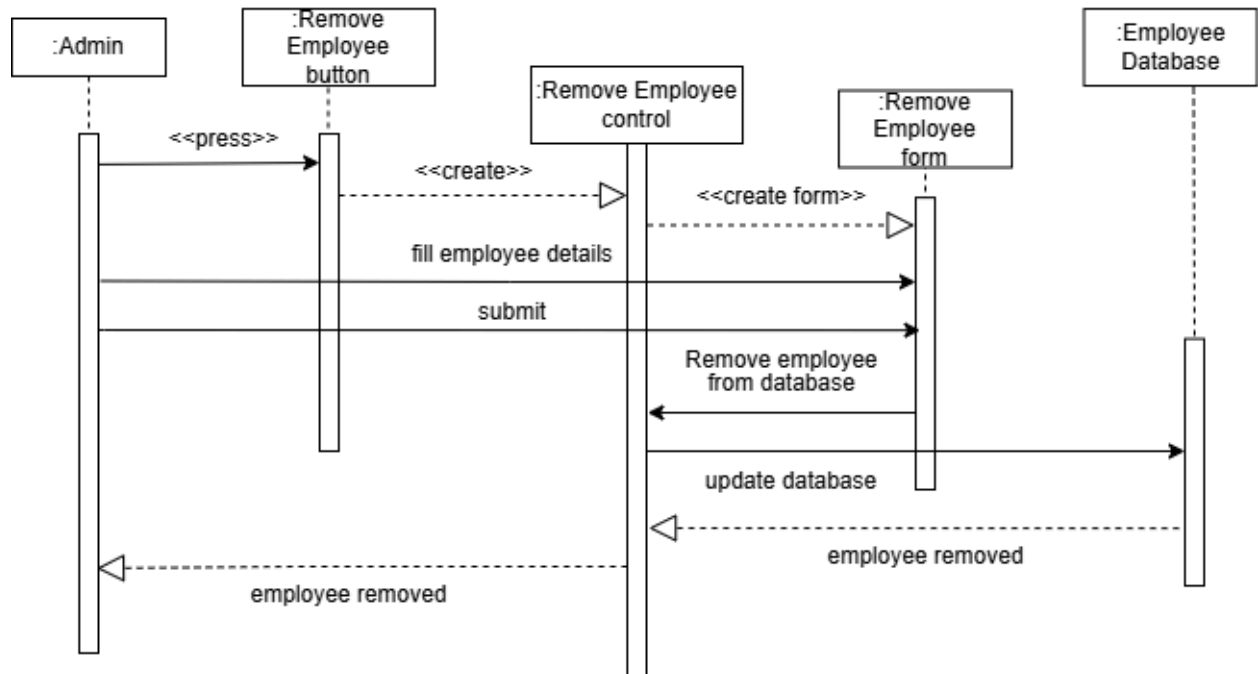 :Admin
:Remove
Employee
button
:Remove Employee
control
:Remove
Employee
form
:Employee
Database
<<press>>
<<create>>
<<create form>>
fill employee details
submit
Remove employee
from database
update database
employee removed
employee removed